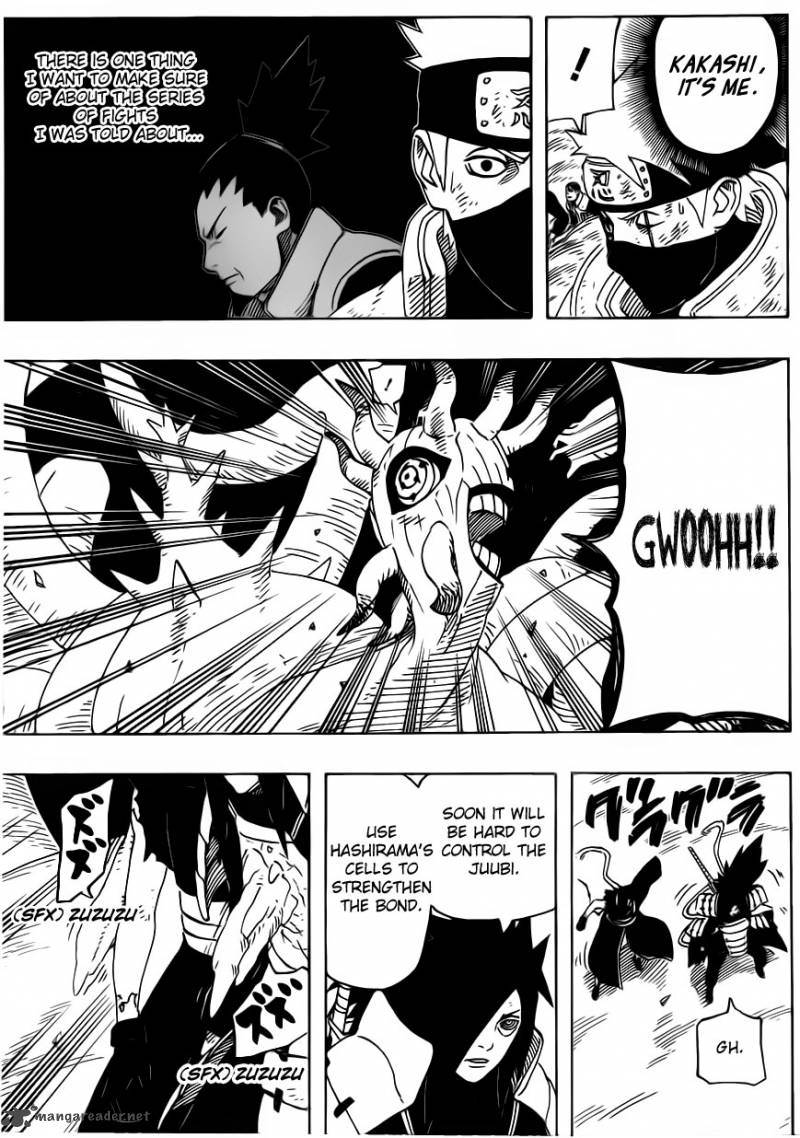 KAKASHI,
IT'S ME.
!
THERE IS ONE THING
I WANT TO MAKE SURE
OF ABOUT THE SERIES
OF FIGHTS
I WAS TOLD ABOUT...
GWOOHH!!
グラ
グラ
GH.
SOON IT WILL
BE HARD TO
CONTROL THE
JUUBI.
USE
HASHIRAMA'S
CELLS TO
STRENGTHEN
THE BOND.
ズズ
(SFX) ZUZUZU
ズズ
(SFX) ZUZUZU
mangareader.net